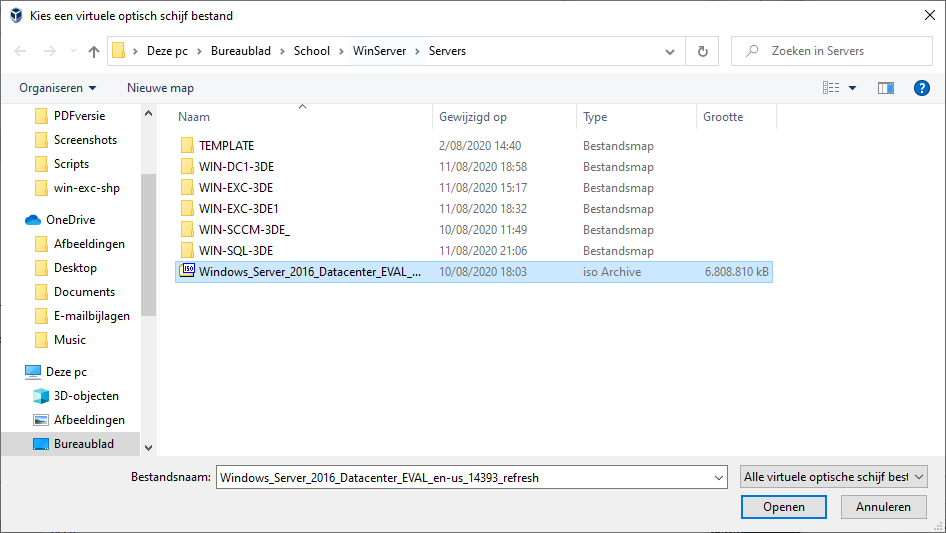 Kies een virtuele optisch schijf bestand
Deze pc > Bureaublad > School > WinServer > Servers
Zoeken in Servers
Organiseren
Nieuwe map
?
Naam Gewijzigd op Type Grootte
PDFversie
Screenshots
Scripts
win-exc-shp
OneDrive
Afbeeldingen
Desktop
Documents
E-mailbijlagen
Music
Deze pc
3D-objecten
Afbeeldingen
Bureaublad
TEMPLATE 2/08/2020 14:40 Bestandsmap
WIN-DC1-3DE 11/08/2020 18:58 Bestandsmap
WIN-EXC-3DE 11/08/2020 15:17 Bestandsmap
WIN-EXC-3DE1 11/08/2020 18:32 Bestandsmap
WIN-SCCM-3DE_ 10/08/2020 11:49 Bestandsmap
WIN-SQL-3DE 11/08/2020 21:06 Bestandsmap
ISO Windows_Server_2016_Datacenter_EVAL_... 10/08/2020 18:03 iso Archive 6.808.810 kB
Bestandsnaam: Windows_Server_2016_Datacenter_EVAL_en-us_14393_refresh
Alle virtuele optische schijf best
Openen
Annuleren